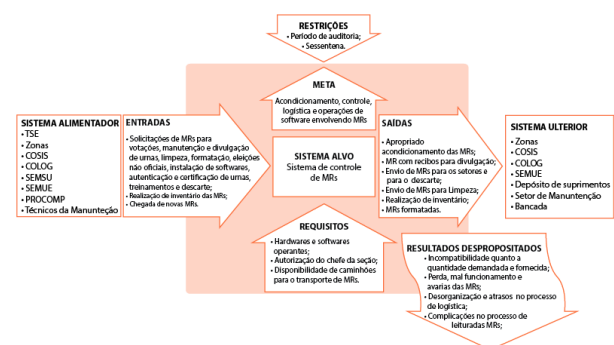 RESTRIÇÕES
• Período de auditoria;
• Sessentena.
META
Acondicionamento, controle,
logística e operações de
software envolvendo MRs
SISTEMA ALIMENTADOR
• TSE
• Zonas
• COSIS
• COLOG
• SEMSU
• SEMUE
• PROCOMP
• Técnicos da Manunteção
ENTRADAS
• Solicitações de MRs para
votações, manutenção e divulgação
de urnas, limpeza, formatação, eleições
não oficiais, instalação de softwares,
autenticação e certificação de urnas,
treinamentos e descarte;
• Realização de inventário das MRs;
• Chegada de novas MRs.
SISTEMA ALVO
Sistema de controle
de MRs
SAÍDAS
• Apropriado
acondicionamento das MRs;
• MR com recibos para divulgação;
• Envio de MRs para os setores e
para o descarte;
• Envio de MRs para Limpeza;
• Realização de inventário;
• MRs formatadas.
SISTEMA ULTERIOR
• Zonas
• COSIS
• COLOG
• SEMUE
• Depósito de suprimentos
• Setor de Manutenção
• Bancada
REQUISITOS
• Hardwares e softwares
operantes;
• Autorização do chefe da seção;
• Disponibilidade de caminhões
para o transporte de MRs.
RESULTADOS DESPROPOSITADOS
• Incompatibilidade quanto a
quantidade demandada e fornecida;
• Perda, mal funcionamento e
avarias das MRs;
• Desorganização e atrasos no processo
de logística;
• Complicações no processo de
leituradas MRs;